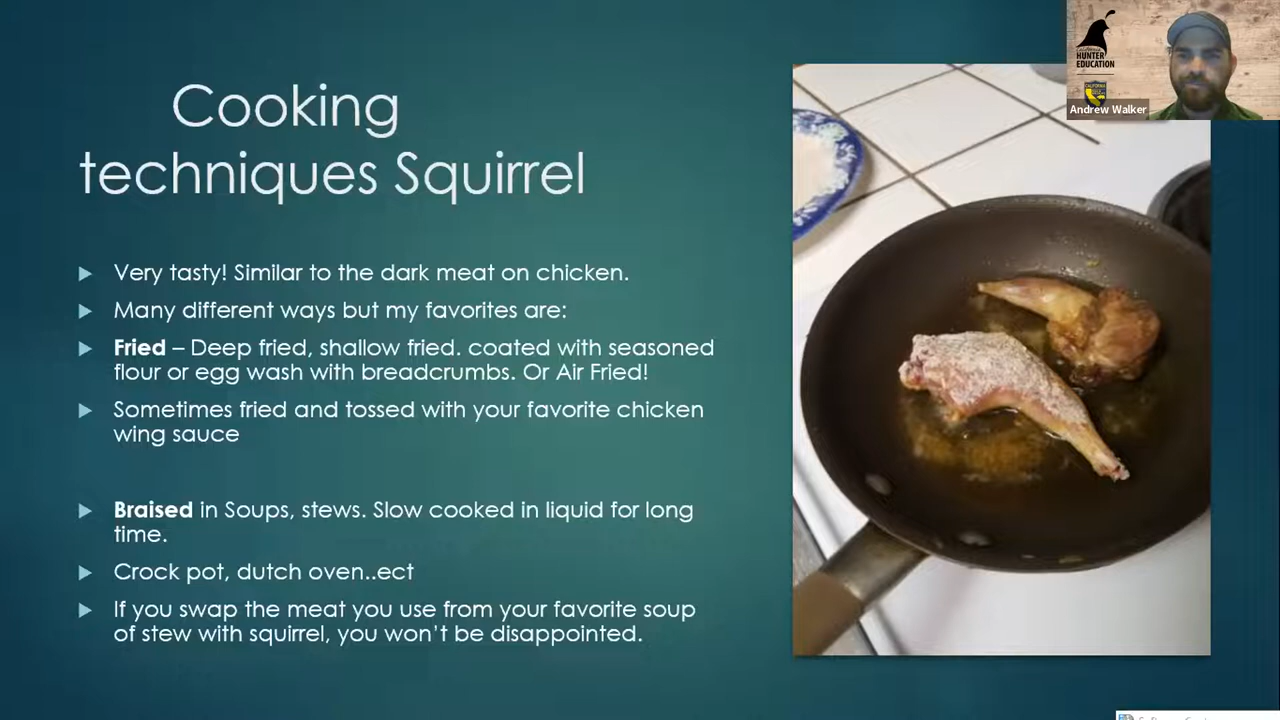 Cooking
techniques Squirrel
Very tasty! Similar to the dark meat on chicken.
Many different ways but my favorites are:
Fried – Deep fried, shallow fried. coated with seasoned
flour or egg wash with breadcrumbs. Or Air Fried!
Sometimes fried and tossed with your favorite chicken
wing sauce
Braised in Soups, stews. Slow cooked in liquid for long
time.
Crock pot, dutch oven..ect
If you swap the meat you use from your favorite soup
of stew with squirrel, you won't be disappointed.
HUNTER
EDUCATION
CALIFORNIA
Andrew Walker